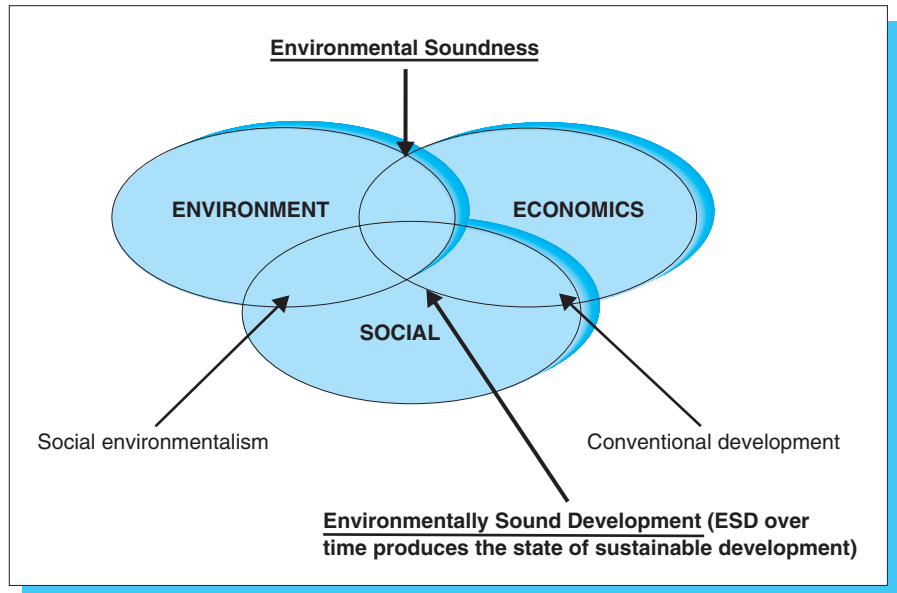 Environmental Soundness
ENVIRONMENT
ECONOMICS
SOCIAL
Social environmentalism
Conventional development
Environmentally Sound Development (ESD over
time produces the state of sustainable development)